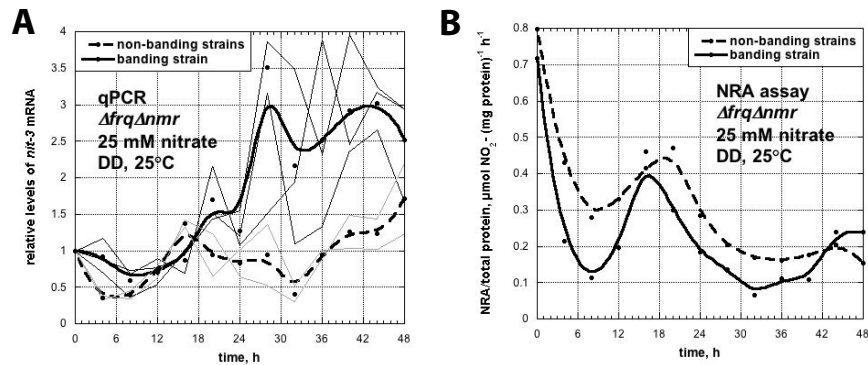 A
B
relative levels of nit-3 mRNA
4
3.5
3
2.5
2
1.5
1
0.5
0
non-banding strains
banding strain
qPCR
ΔfrqΔnmr
25 mM nitrate
DD, 25°C
0 6 12 18 24 30 36 42 48
time, h
NRA/total protein, µmol NO₂- (mg protein)⁻¹ h⁻¹
0.8
0.7
0.6
0.5
0.4
0.3
0.2
0.1
0
non-banding strains
banding strain
NRA assay
ΔfrqΔnmr
25 mM nitrate
DD, 25°C
0 6 12 18 24 30 36 42 48
time, h